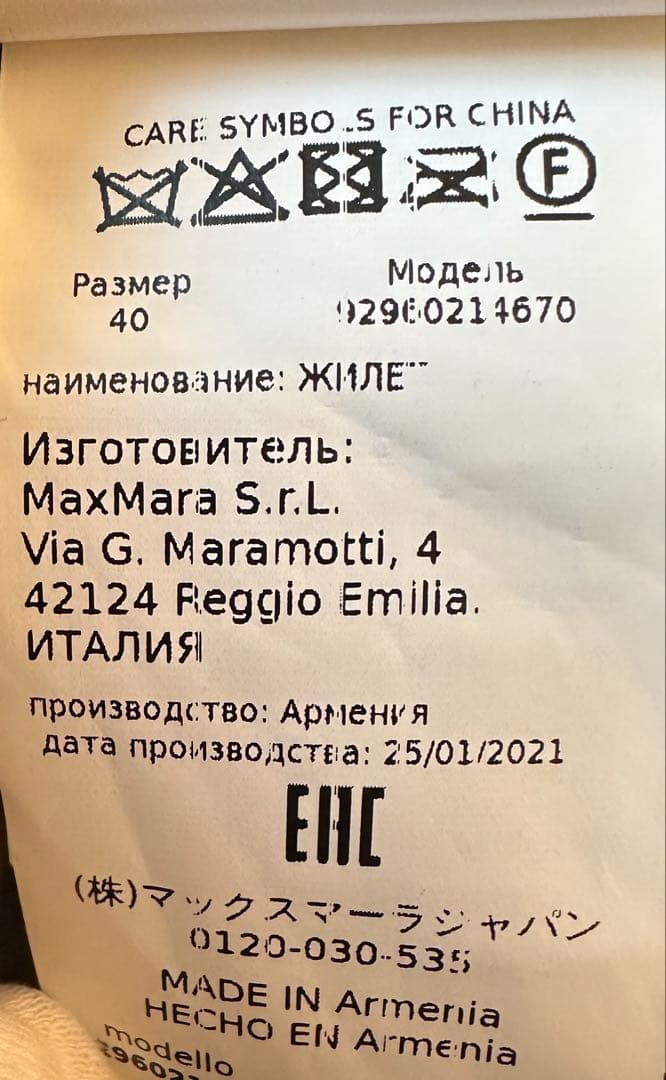 CARE SYMBOLS FOR CHINA
F
Размер
40
Модель
92960214670
наименование: ЖИЛЕТ
Изготовитель:
MaxMara S.r.L.
Via G. Maramotti, 4
42124 Reggio Emilia.
ИТАЛИЯ
производство: Армения
дата производства: 25/01/2021
EAC
(株)マックスマーラジャパン
0120-030-535
MADE IN Armenia
HECHO EN Armenia
modello